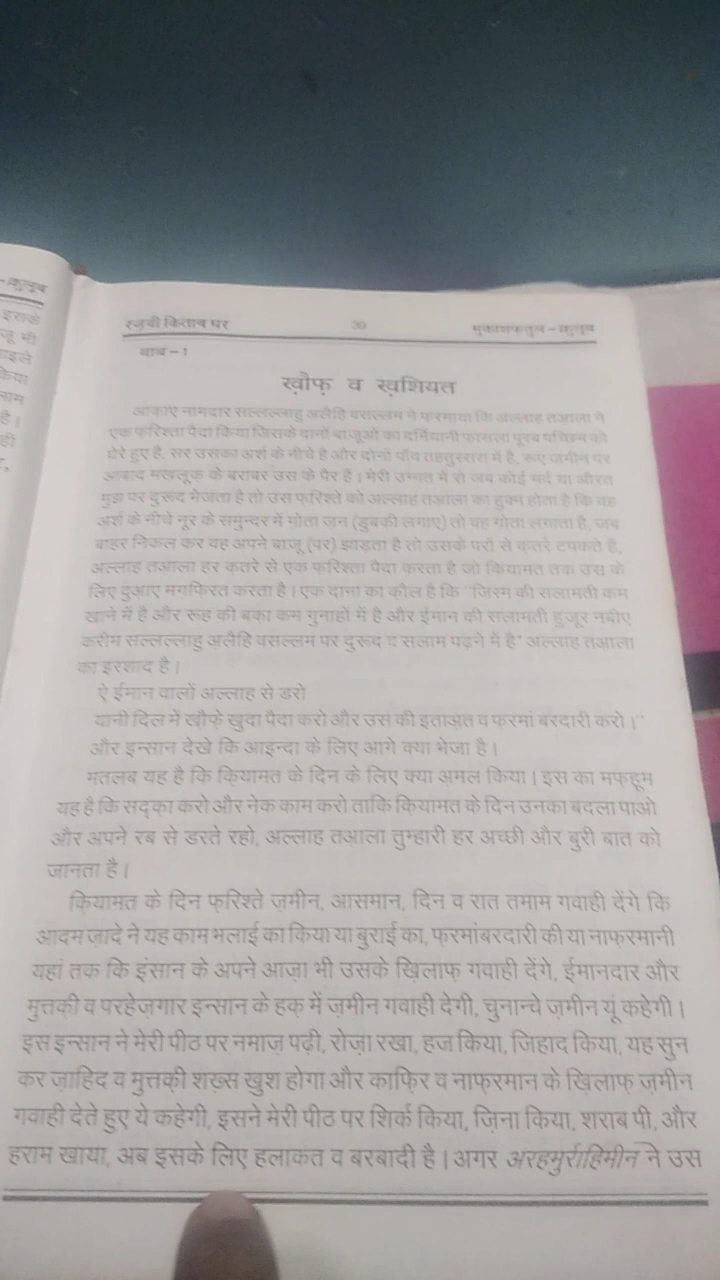 -क़ुलूब
इसके
जू भी
किया
नाम
है।
हीं
रज़वी किताब घर
मुकाशफ़तुल-क़ुलूब
बाब-1
ख़ौफ़ व ख़शियत
आकाए नामदार सल्लल्लाहु अलैहि वसल्लम ने फ़रमाया कि अल्लाह तआला ने
एक फ़रिश्ता पैदा किया जिसके दोनों बाज़ूओं का दर्मियानी फ़ासला पूरब पच्छिम को
घेरे हुए है, सर उसका अर्श के नीचे है और दोनों पाँव तहतुस्सरा में हैं, रूए ज़मीन पर
आबाद मख़लूक़ के बराबर उस के पैर हैं। मेरी उम्मत में से जब कोई मर्द या औरत
मुझ पर दुरूद भेजता है तो उस फ़रिश्ते को अल्लाह तआला का हुक्म होता है कि वह
अर्श के नीचे नूर के समुन्दर में ग़ोता जन (डुबकी लगाए) तो वह ग़ोता लगाता है, जब
बाहर निकल कर वह अपने बाज़ू (पर) झाड़ता है तो उसके परों से क़तरे टपकते हैं,
अल्लाह तआला हर क़तरे से एक फ़रिश्ता पैदा करता है जो कियामत तक उस के
लिए दुआए मगफ़िरत करता है। एक दाना का क़ौल है कि "जिस्म की सलामती कम
खाने में है और रूह की बक़ा कम गुनाहों में है और ईमान की सलामती हुज़ूर नबीए
करीम सल्लल्लाहु अलैहि वसल्लम पर दुरूद व सलाम पढ़ने में है" अल्लाह तआला
का इरशाद है।
ऐ ईमान वालों अल्लाह से डरो
यानी दिल में ख़ौफ़े ख़ुदा पैदा करो और उस की इताअत व फ़रमां बरदारी करो।"
और इन्सान देखे कि आइन्दा के लिए आगे क्या भेजा है।
मतलब यह है कि क़ियामत के दिन के लिए क्या अमल किया। इस का मफ़हूम
यह है कि सद्क़ा करो और नेक काम करो ताकि क़ियामत के दिन उनका बदला पाओ
और अपने रब से डरते रहो, अल्लाह तआला तुम्हारी हर अच्छी और बुरी बात को
जानता है।
क़ियामत के दिन फ़रिश्ते ज़मीन, आसमान, दिन व रात तमाम गवाही देंगे कि
आदम ज़ादे ने यह काम भलाई का किया या बुराई का, फ़रमांबरदारी की या नाफ़रमानी
यहां तक कि इंसान के अपने आज़ा भी उसके ख़िलाफ़ गवाही देंगे, ईमानदार और
मुत्तक़ी व परहेज़गार इन्सान के हक़ में ज़मीन गवाही देगी, चुनान्चे ज़मीन यूं कहेगी।
इस इन्सान ने मेरी पीठ पर नमाज़ पढ़ी, रोज़ा रखा, हज किया, जिहाद किया, यह सुन
कर ज़ाहिद व मुत्तक़ी शख़्स खुश होगा और काफ़िर व नाफ़रमान के ख़िलाफ़ ज़मीन
गवाही देते हुए ये कहेगी, इसने मेरी पीठ पर शिर्क किया, ज़िना किया, शराब पी, और
हराम खाया, अब इसके लिए हलाकत व बरबादी है। अगर अरहमुर्राहिमीन ने उस